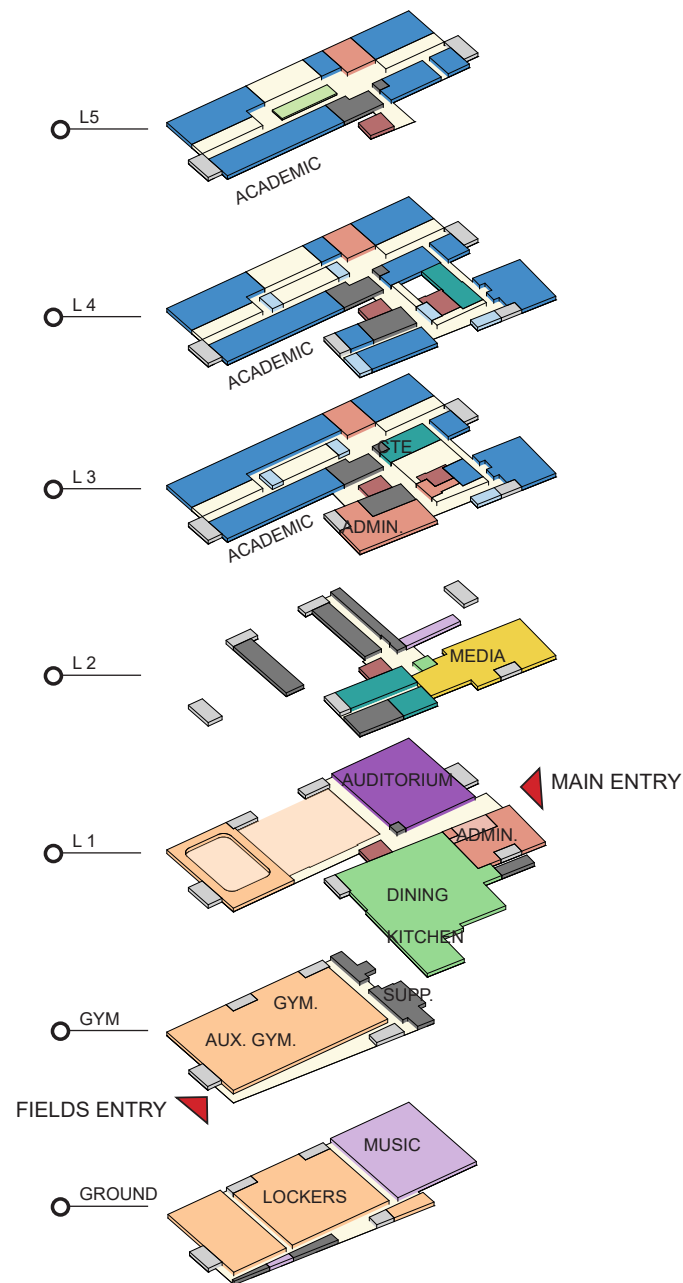 L5
ACADEMIC
L 4
ACADEMIC
CTE
L 3
ADMIN.
ACADEMIC
MEDIA
L 2
AUDITORIUM
MAIN ENTRY
ADMIN.
L 1
DINING
KITCHEN
SUPP.
GYM.
GYM
AUX. GYM.
FIELDS ENTRY
MUSIC
GROUND
LOCKERS